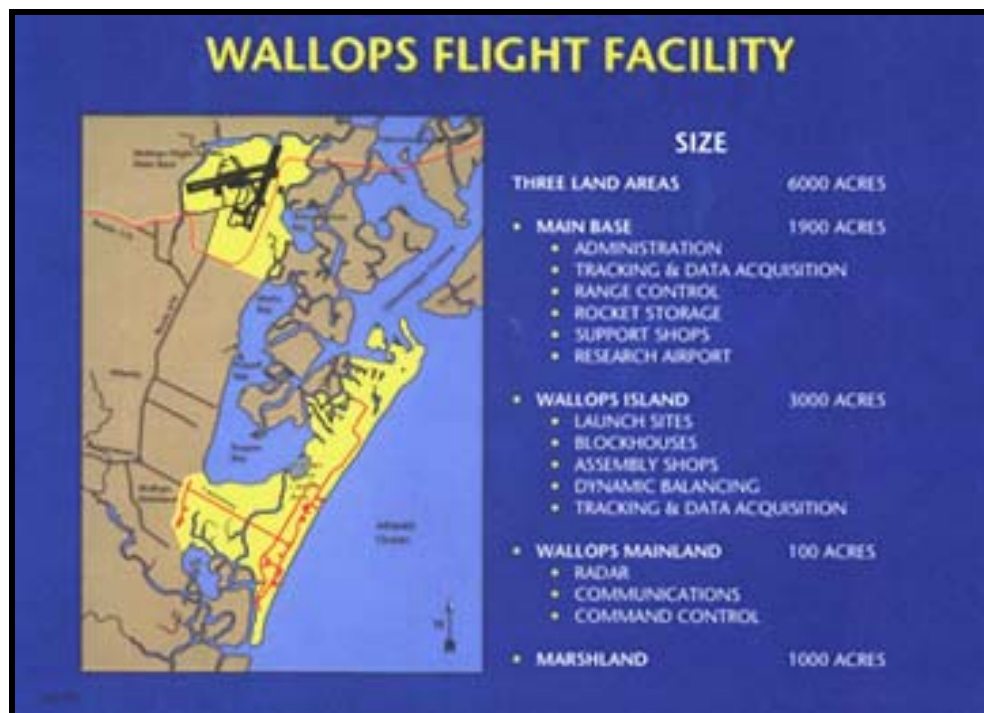 WALLOPS FLIGHT FACILITY
SIZE
THREE LAND AREAS 6000 ACRES
• MAIN BASE 1900 ACRES
• ADMINISTRATION
• TRACKING & DATA ACQUISITION
• RANGE CONTROL
• ROCKET STORAGE
• SUPPORT SHOPS
• RESEARCH AIRPORT
• WALLOPS ISLAND 3000 ACRES
• LAUNCH SITES
• BLOCKHOUSES
• ASSEMBLY SHOPS
• DYNAMIC BALANCING
• TRACKING & DATA ACQUISITION
• WALLOPS MAINLAND 100 ACRES
• RADAR
• COMMUNICATIONS
• COMMAND CONTROL
• MARSHLAND 1000 ACRES
Atlantic
Ocean
N